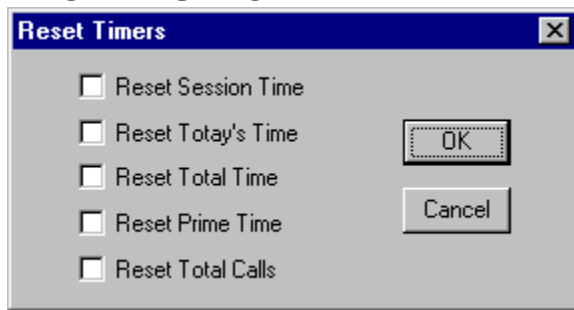 Reset Timers
Reset Session Time
Reset Totay's Time
OK
Reset Total Time
Cancel
Reset Prime Time
Reset Total Calls